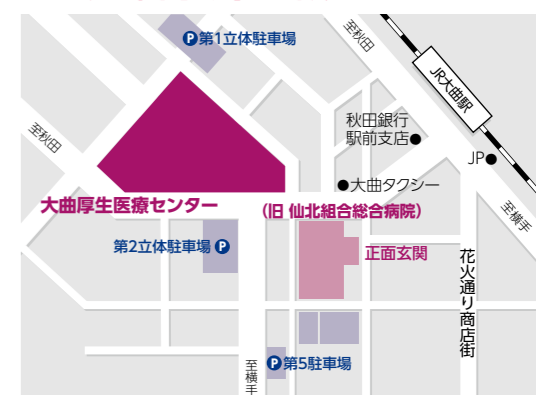 P第1立体駐車場
至秋田
JR大曲駅
至秋田
秋田銀行
駅前支店●
JP●
●大曲タクシー
大曲厚生医療センター
(旧 仙北組合総合病院)
至横手
第2立体駐車場P
正面玄関
花火通り商店街
至横手
P第5駐車場